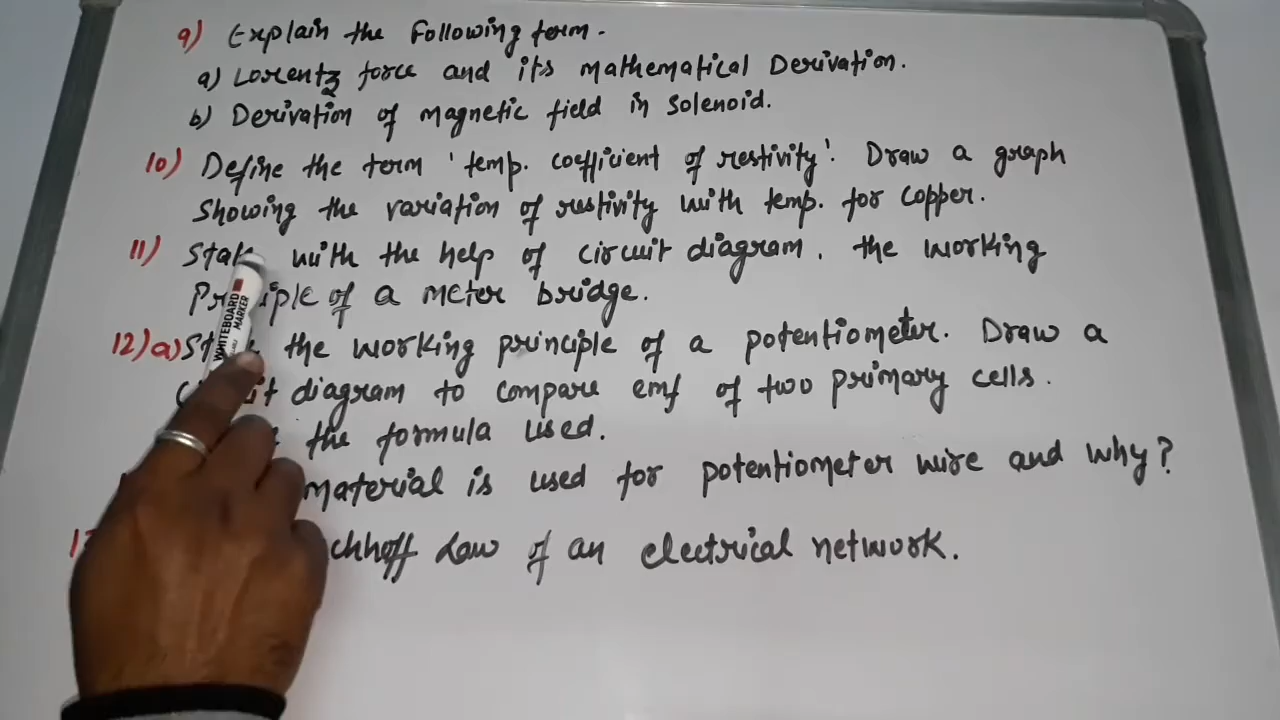 9) Explain the following term.
a) Lorentz force and its mathematical Derivation.
b) Derivation of magnetic field in solenoid.
10) Define the term 'temp. coefficient of restivity'. Draw a graph
showing the variation of restivity with temp. for copper.
11) with the help of circuit diagram, the working
of a meter bridge.
12) a) the working principle of a potentiometer. Draw a
diagram to compare emf of two primary cells.
the formula used.
material is used for potentiometer wire and why?
Law of an electrical network.
WHITEBOARD
MARKER